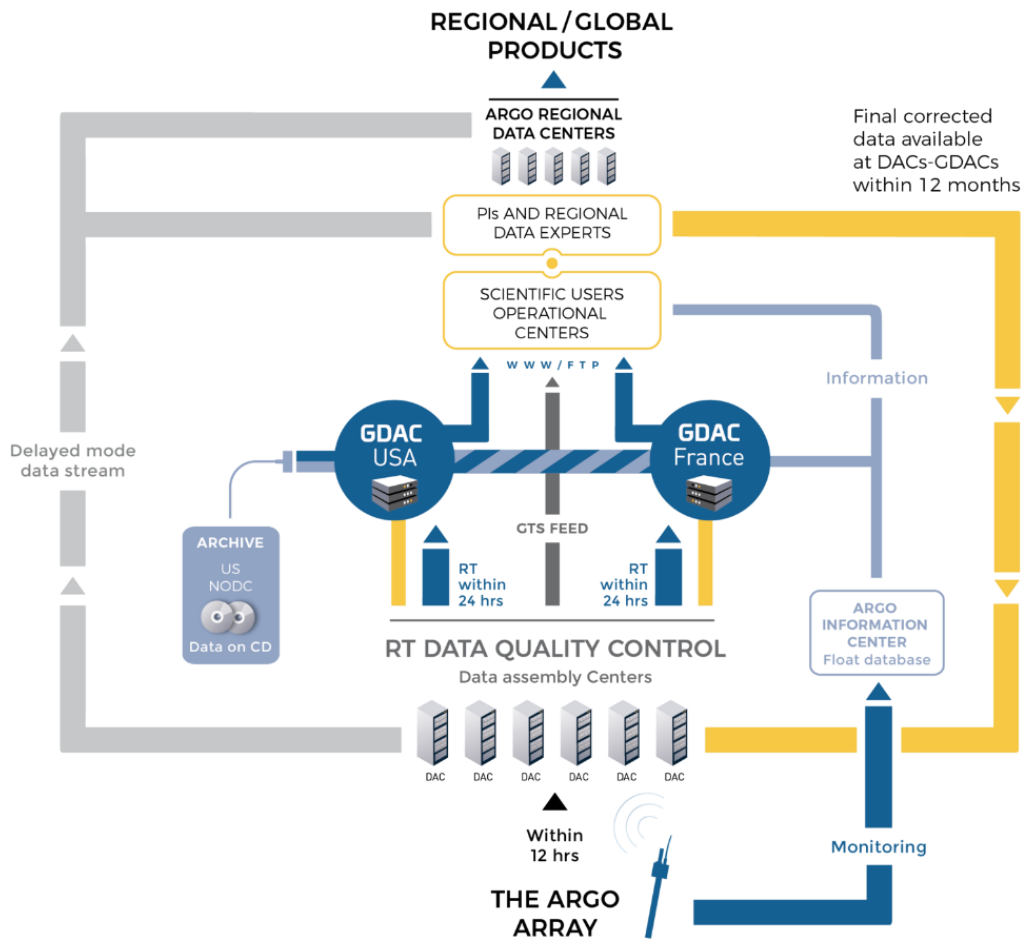 REGIONAL / GLOBAL
PRODUCTS
ARGO REGIONAL
DATA CENTERS
Final corrected
data available
at DACs-GDACs
within 12 months
PIs AND REGIONAL
DATA EXPERTS
SCIENTIFIC USERS
OPERATIONAL
CENTERS
WWW/FTP
Information
GDAC
USA
GDAC
France
Delayed mode
data stream
GTS FEED
ARCHIVE
US
NODC
Data on CD
RT
within
24 hrs
RT
within
24 hrs
ARGO
INFORMATION
CENTER
Float database
RT DATA QUALITY CONTROL
Data assembly Centers
DAC DAC DAC DAC DAC DAC
Within
12 hrs
Monitoring
THE ARGO
ARRAY